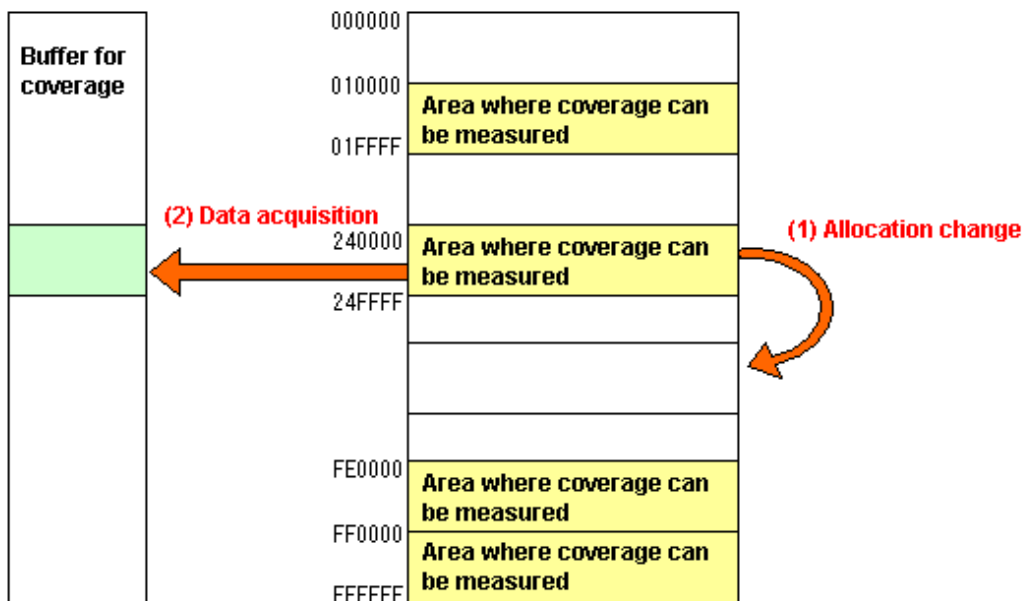 Buffer for
coverage
000000
010000
Area where coverage can
be measured
01FFFF
(2) Data acquisition
240000
Area where coverage can
be measured
(1) Allocation change
24FFFF
FE0000
Area where coverage can
be measured
FF0000
Area where coverage can
be measured
FFFFFF